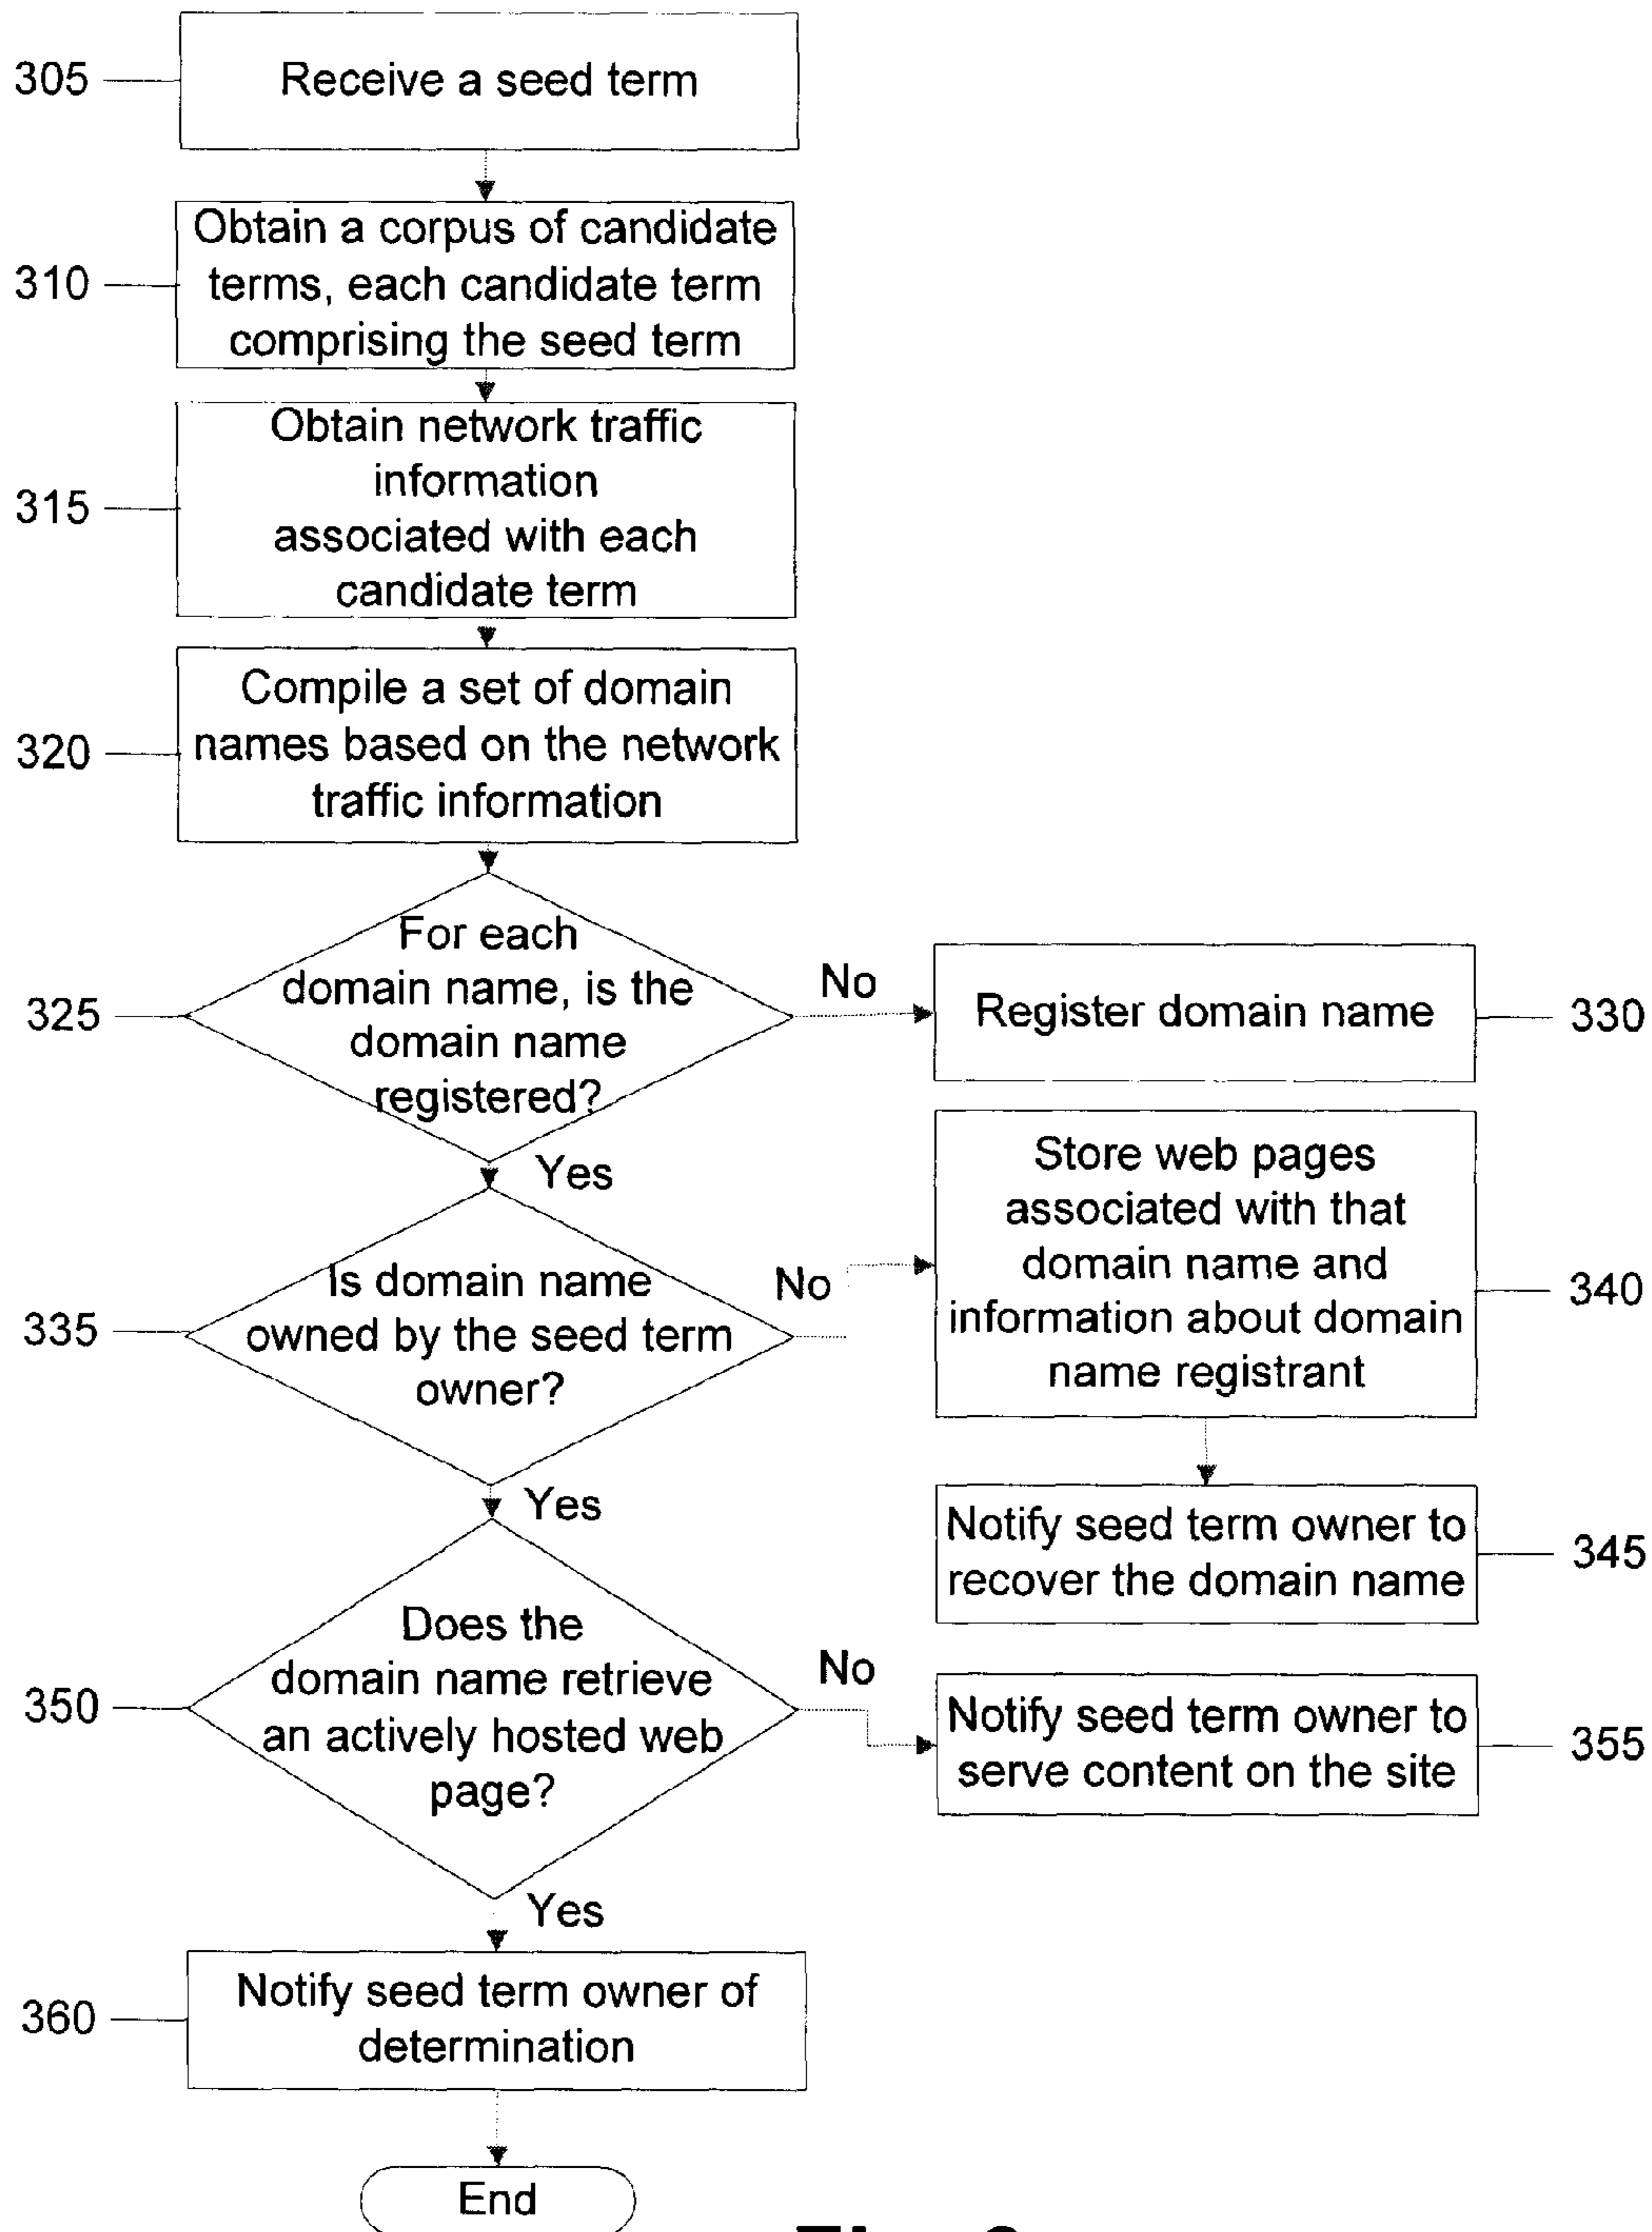 305
Receive a seed term
310
Obtain a corpus of candidate
terms, each candidate term
comprising the seed term
315
Obtain network traffic
information
associated with each
candidate term
320
Compile a set of domain
names based on the network
traffic information
325
For each
domain name, is the
domain name
registered?
No
Register domain name
330
Yes
335
Is domain name
owned by the seed term
owner?
No
Store web pages
associated with that
domain name and
information about domain
name registrant
340
Notify seed term owner to
recover the domain name
345
Yes
350
Does the
domain name retrieve
an actively hosted web
page?
No
Notify seed term owner to
serve content on the site
355
Yes
360
Notify seed term owner of
determination
End